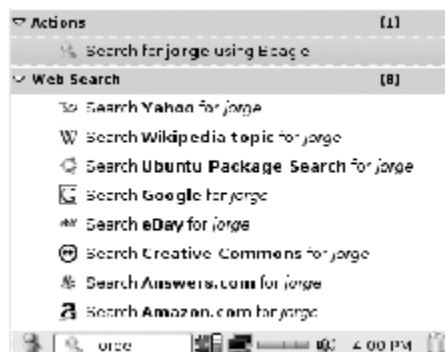 Actions [1]
Search for jorge using Beagle
Web Search [8]
Search Yahoo for jorge
Search Wikipedia topic for jorge
Search Ubuntu Package Search for jorge
Search Google for jorge
Search eBay for jorge
Search Creative Commons for jorge
Search Answers.com for jorge
Search Amazon.com for jorge
jorge 4:00 PM